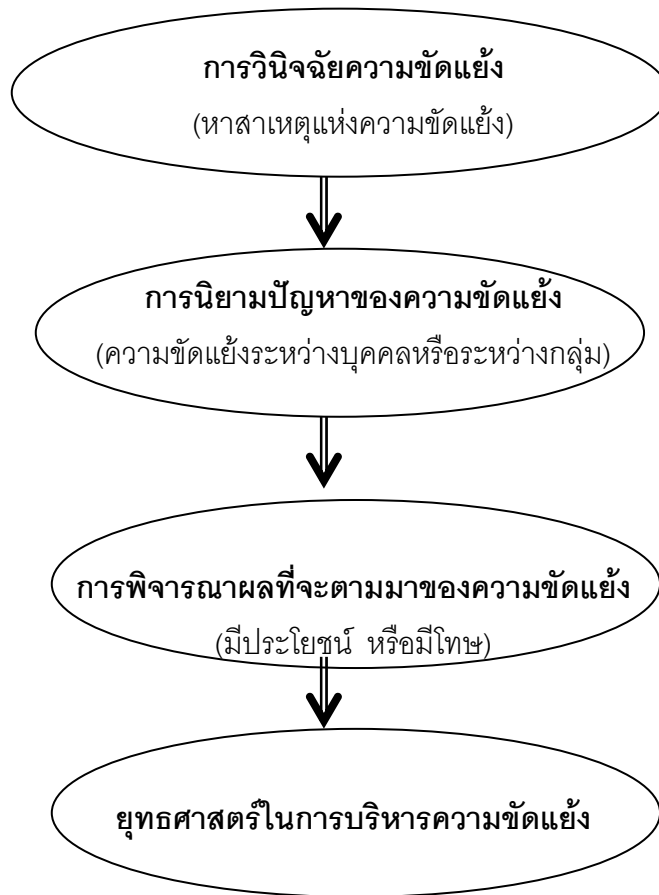 การวินิจฉัยความขัดแย้ง
(หาสาเหตุแห่งความขัดแย้ง)
การนิยามปัญหาของความขัดแย้ง
(ความขัดแย้งระหว่างบุคคลหรือระหว่างกลุ่ม)
การพิจารณาผลที่จะตามมาของความขัดแย้ง
(มีประโยชน์ หรือมีโทษ)
ยุทธศาสตร์ในการบริหารความขัดแย้ง